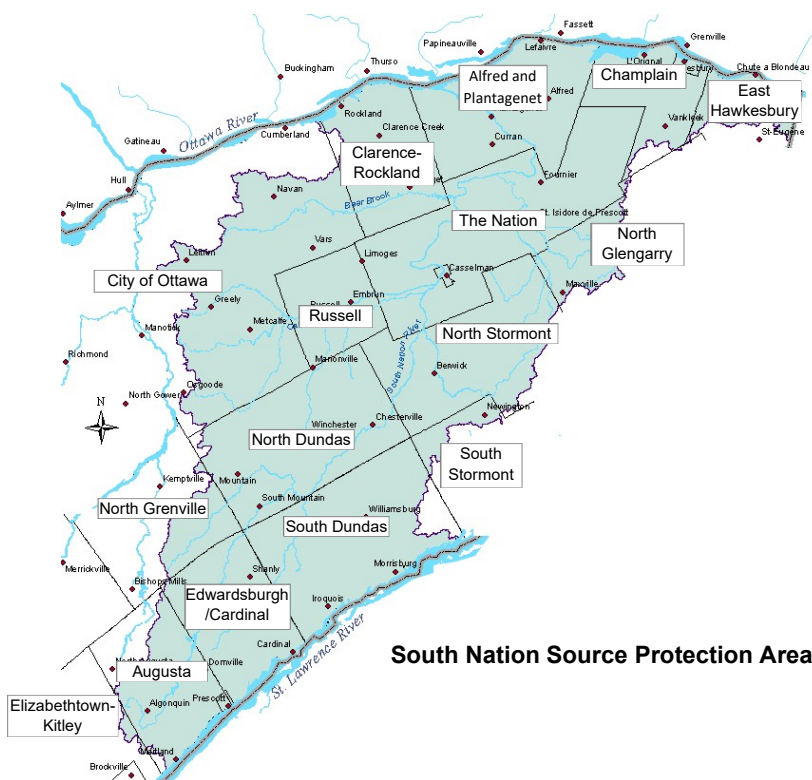 Fassett
Papineauville
Lefaivre
Grenville
Buckingham
Thurso
L'Orignal
Champlain
Chute a Blondeau
Alfred and
Plantagenet
Alfred
East
Hawkesbury
Rockland
Ottawa River
Cumberland
Clarence Creek
Vankleek
St-Eugene
Gatineau
Curran
Clarence-
Rockland
Hull
Fournier
Aylmer
Navan
Bear Brook
The Nation
St. Isidore de Prescott
North
Glengarry
Vars
Limoges
Leitrim
City of Ottawa
Casselman
Maxville
Greely
Embrun
Russell
Metcalfe
North Stormont
Manotick
South Nation River
Richmond
Marionville
Berwick
Osgoode
North Gower
N
Newington
Winchester
Chesterville
North Dundas
South
Stormont
Mountain
Kemptville
South Mountain
North Grenville
Williamsburg
South Dundas
Merrickville
Shanly
Morrisburg
Bishops Mills
Edwardsburgh
/Cardinal
Iroquois
St. Lawrence River
Cardinal
South Nation Source Protection Area
Domville
Augusta
Prescott
Elizabethtown-
Kitley
Algonquin
Maitland
Brockville